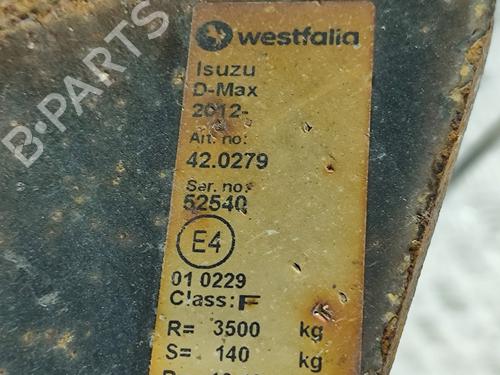 westfalia
Isuzu
D-Max
2012-
Art. no:
42.0279
Ser. no:
52540
E4
01 0229
Class: F
R= 3500 kg
S= 140 kg
B-PARTS